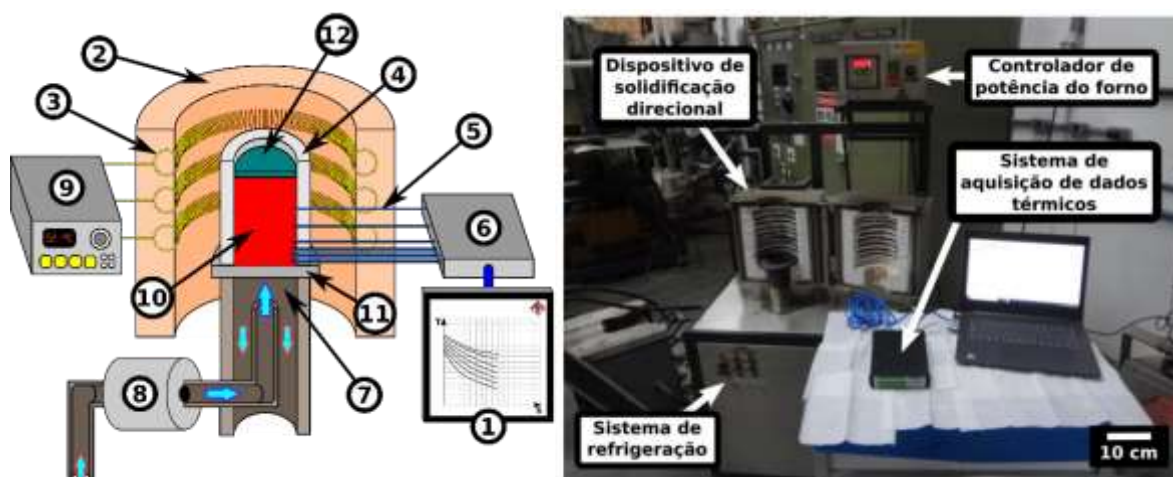 12
2
4
3
5
9
6
10
11
7
8
1
T
Dispositivo de
solidificação
direcional
Controlador de
potência do forno
Sistema de
aquisição de dados
térmicos
Sistema de
refrigeração
10 cm